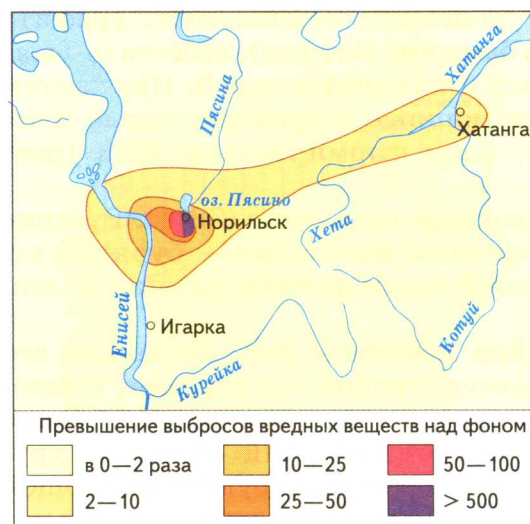 Хатанга
Пясина
Хатанга
оз. Пясино
Норильск
Хета
Енисей
Игарка
Котуй
Курейка
Превышение выбросов вредных веществ над фоном
в 0—2 раза
10—25
50—100
2—10
25—50
> 500